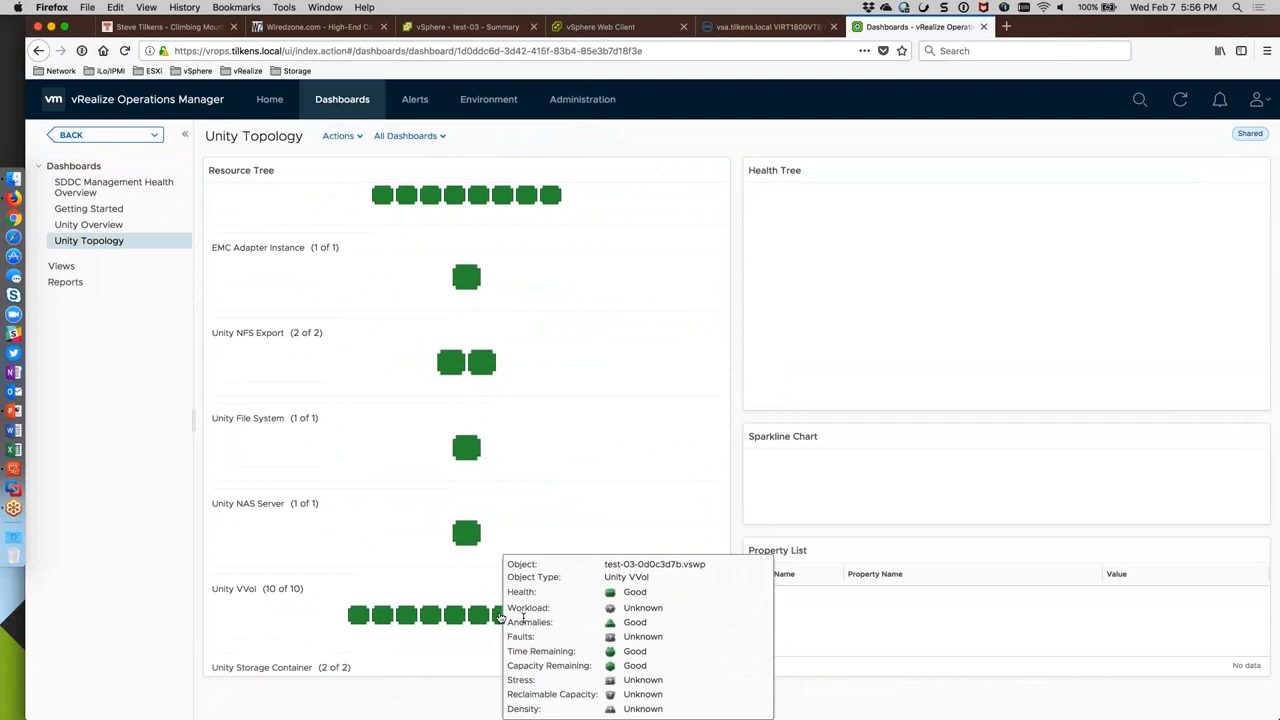 Firefox File Edit View History Bookmarks Tools Window Help
100% Wed Feb 7 5:56 PM
Steve Tilkens – Climbing Moun
Wiredzone.com - High-End Co
vSphere - test-03 - Summary
vSphere Web Client
vsa.tilkens.local VIRT1800VTB
Dashboards - vRealize Operation
https://vrops.tilkens.local/ui/index.action#/dashboards/dashboard/1d0ddc6d-3d42-415f-83b4-85e3b7d18f3e
Search
Network iLo/IPMI ESXi vSphere vRealize Storage
vm vRealize Operations Manager Home Dashboards Alerts Environment Administration
BACK
Unity Topology Actions All Dashboards
Shared
Dashboards
SDDC Management Health
Overview
Getting Started
Unity Overview
Unity Topology
Views
Reports
Resource Tree
EMC Adapter Instance (1 of 1)
Unity NFS Export (2 of 2)
Unity File System (1 of 1)
Unity NAS Server (1 of 1)
Unity VVol (10 of 10)
Unity Storage Container (2 of 2)
Object: test-03-0d0c3d7b.vswp
Object Type: Unity VVol
Health: Good
Workload: Unknown
Anomalies: Good
Faults: Unknown
Time Remaining: Good
Capacity Remaining: Good
Stress: Unknown
Reclaimable Capacity: Unknown
Density: Unknown
Health Tree
Sparkline Chart
Property List
Name Property Name Value
No data